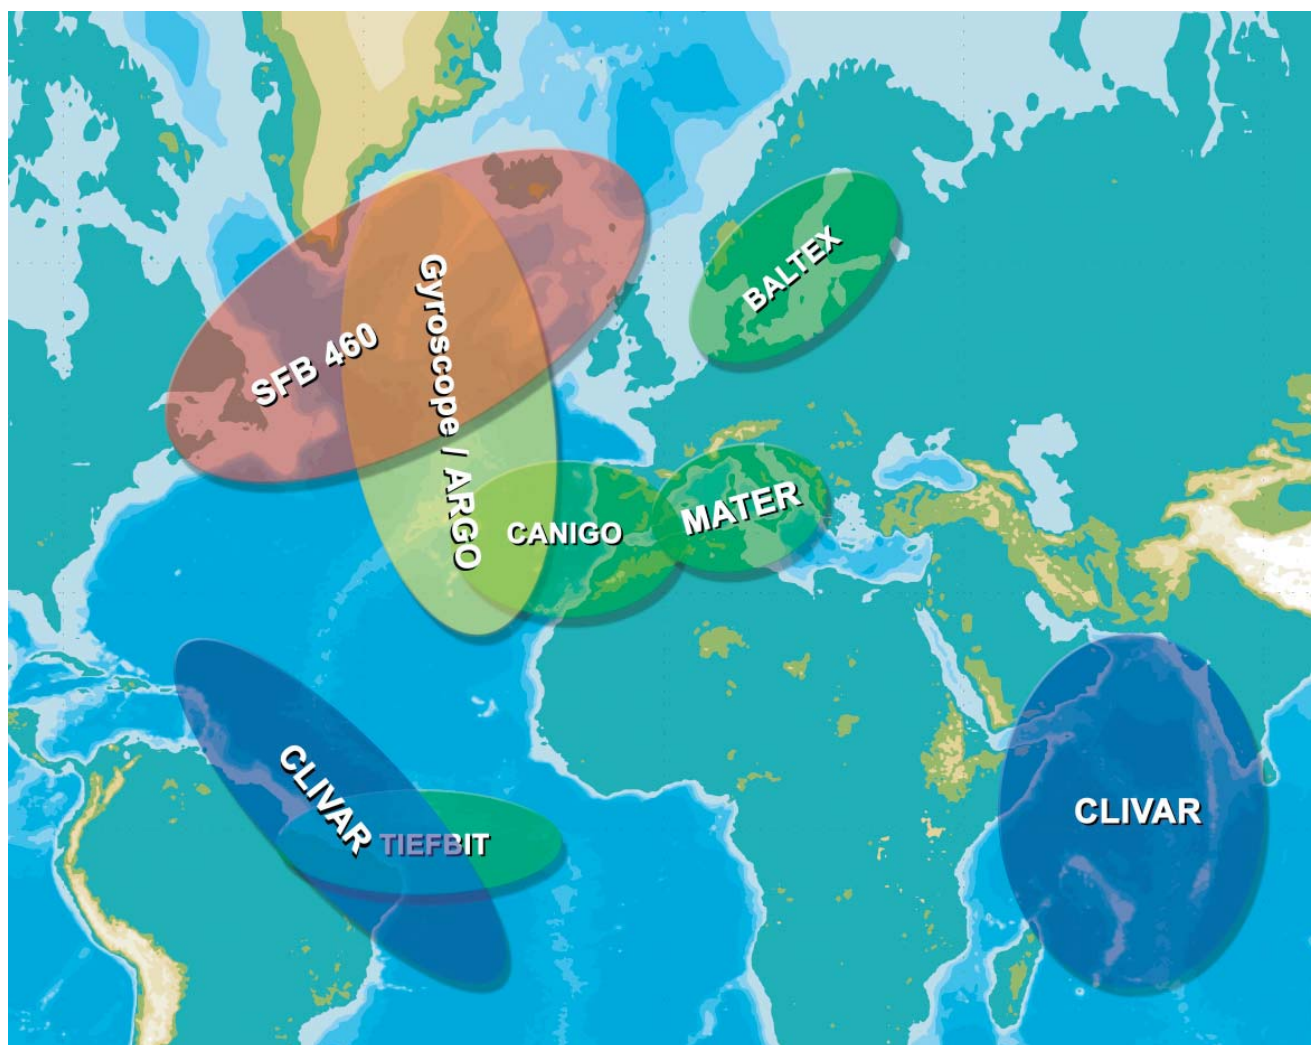 BALTEX
SFB 460
Gyroscope / ARGO
CANIGO
MATER
CLIVAR
TIEFBIT
CLIVAR